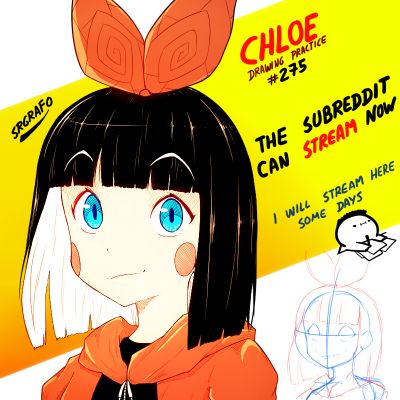 CHLOE
DRAWING PRACTICE
#275
SRGRAFO
THE SUBREDDIT
CAN STREAM NOW
I WILL STREAM HERE
SOME DAYS